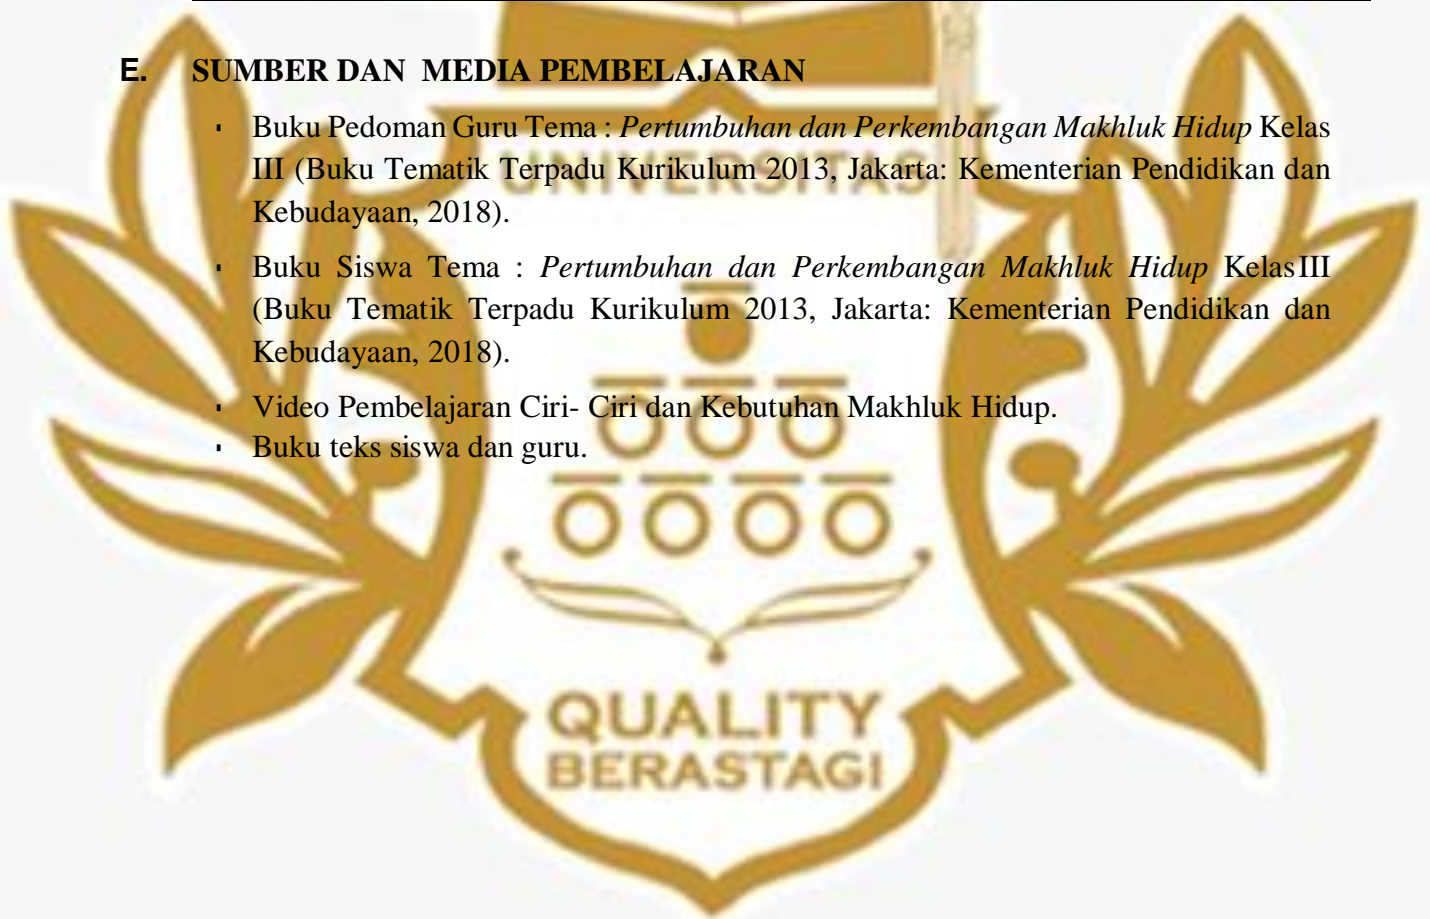 E. SUMBER DAN MEDIA PEMBELAJARAN
▪ Buku Pedoman Guru Tema : Pertumbuhan dan Perkembangan Makhluk Hidup Kelas
III (Buku Tematik Terpadu Kurikulum 2013, Jakarta: Kementerian Pendidikan dan
UNIVERSITAS
Kebudayaan, 2018).
▪ Buku Siswa Tema : Pertumbuhan dan Perkembangan Makhluk Hidup Kelas III
(Buku Tematik Terpadu Kurikulum 2013, Jakarta: Kementerian Pendidikan dan
Kebudayaan, 2018).
▪ Video Pembelajaran Ciri- Ciri dan Kebutuhan Makhluk Hidup.
▪ Buku teks siswa dan guru.
QUALITY
BERASTAGI